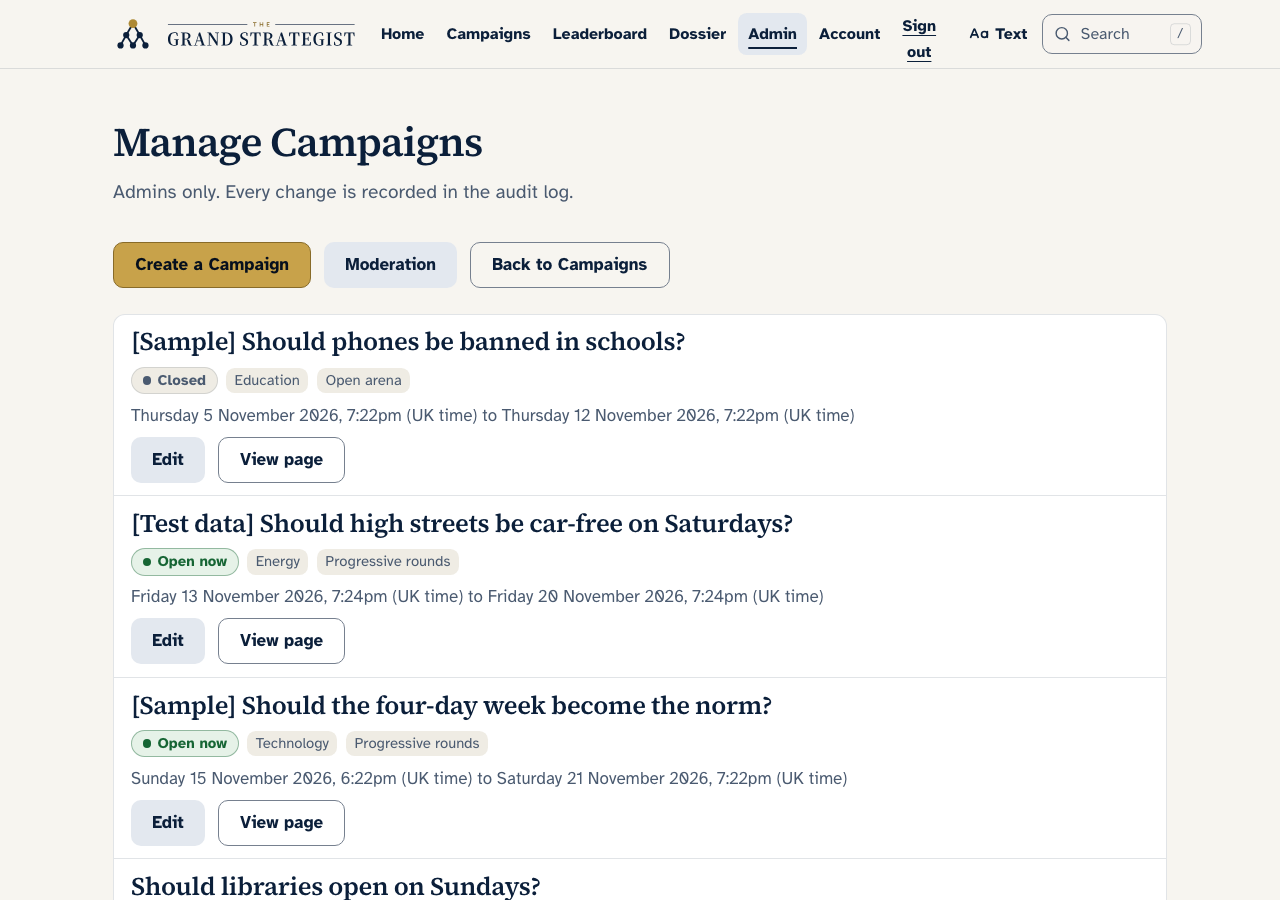 THE
GRAND STRATEGIST
Home
Campaigns
Leaderboard
Dossier
Admin
Account
Sign
out
Aa Text
Search
/
Manage Campaigns
Admins only. Every change is recorded in the audit log.
Create a Campaign
Moderation
Back to Campaigns
[Sample] Should phones be banned in schools?
Closed
Education
Open arena
Thursday 5 November 2026, 7:22pm (UK time) to Thursday 12 November 2026, 7:22pm (UK time)
Edit
View page
[Test data] Should high streets be car-free on Saturdays?
Open now
Energy
Progressive rounds
Friday 13 November 2026, 7:24pm (UK time) to Friday 20 November 2026, 7:24pm (UK time)
Edit
View page
[Sample] Should the four-day week become the norm?
Open now
Technology
Progressive rounds
Sunday 15 November 2026, 6:22pm (UK time) to Saturday 21 November 2026, 7:22pm (UK time)
Edit
View page
Should libraries open on Sundays?